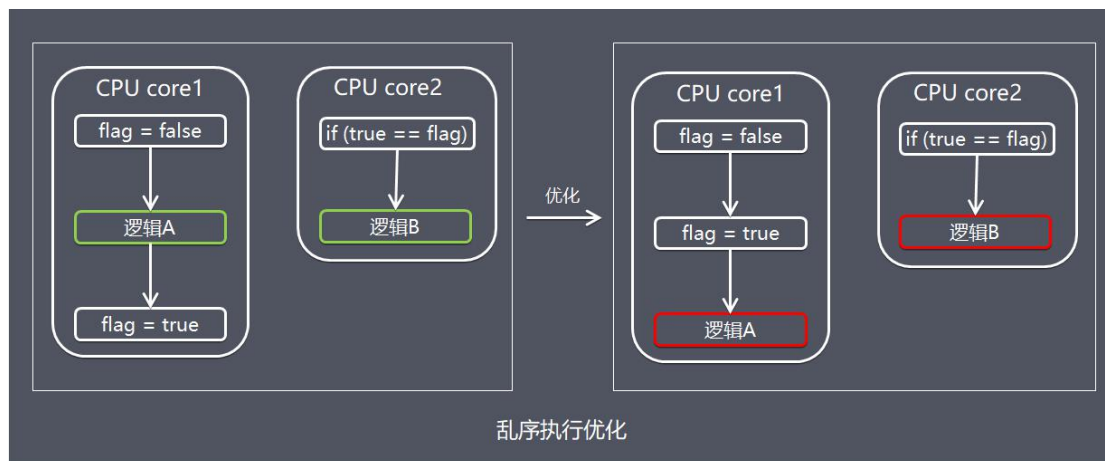 CPU core1
flag = false
逻辑A
flag = true
CPU core2
if (true == flag)
逻辑B
优化
CPU core1
flag = false
flag = true
逻辑A
CPU core2
if (true == flag)
逻辑B
乱序执行优化